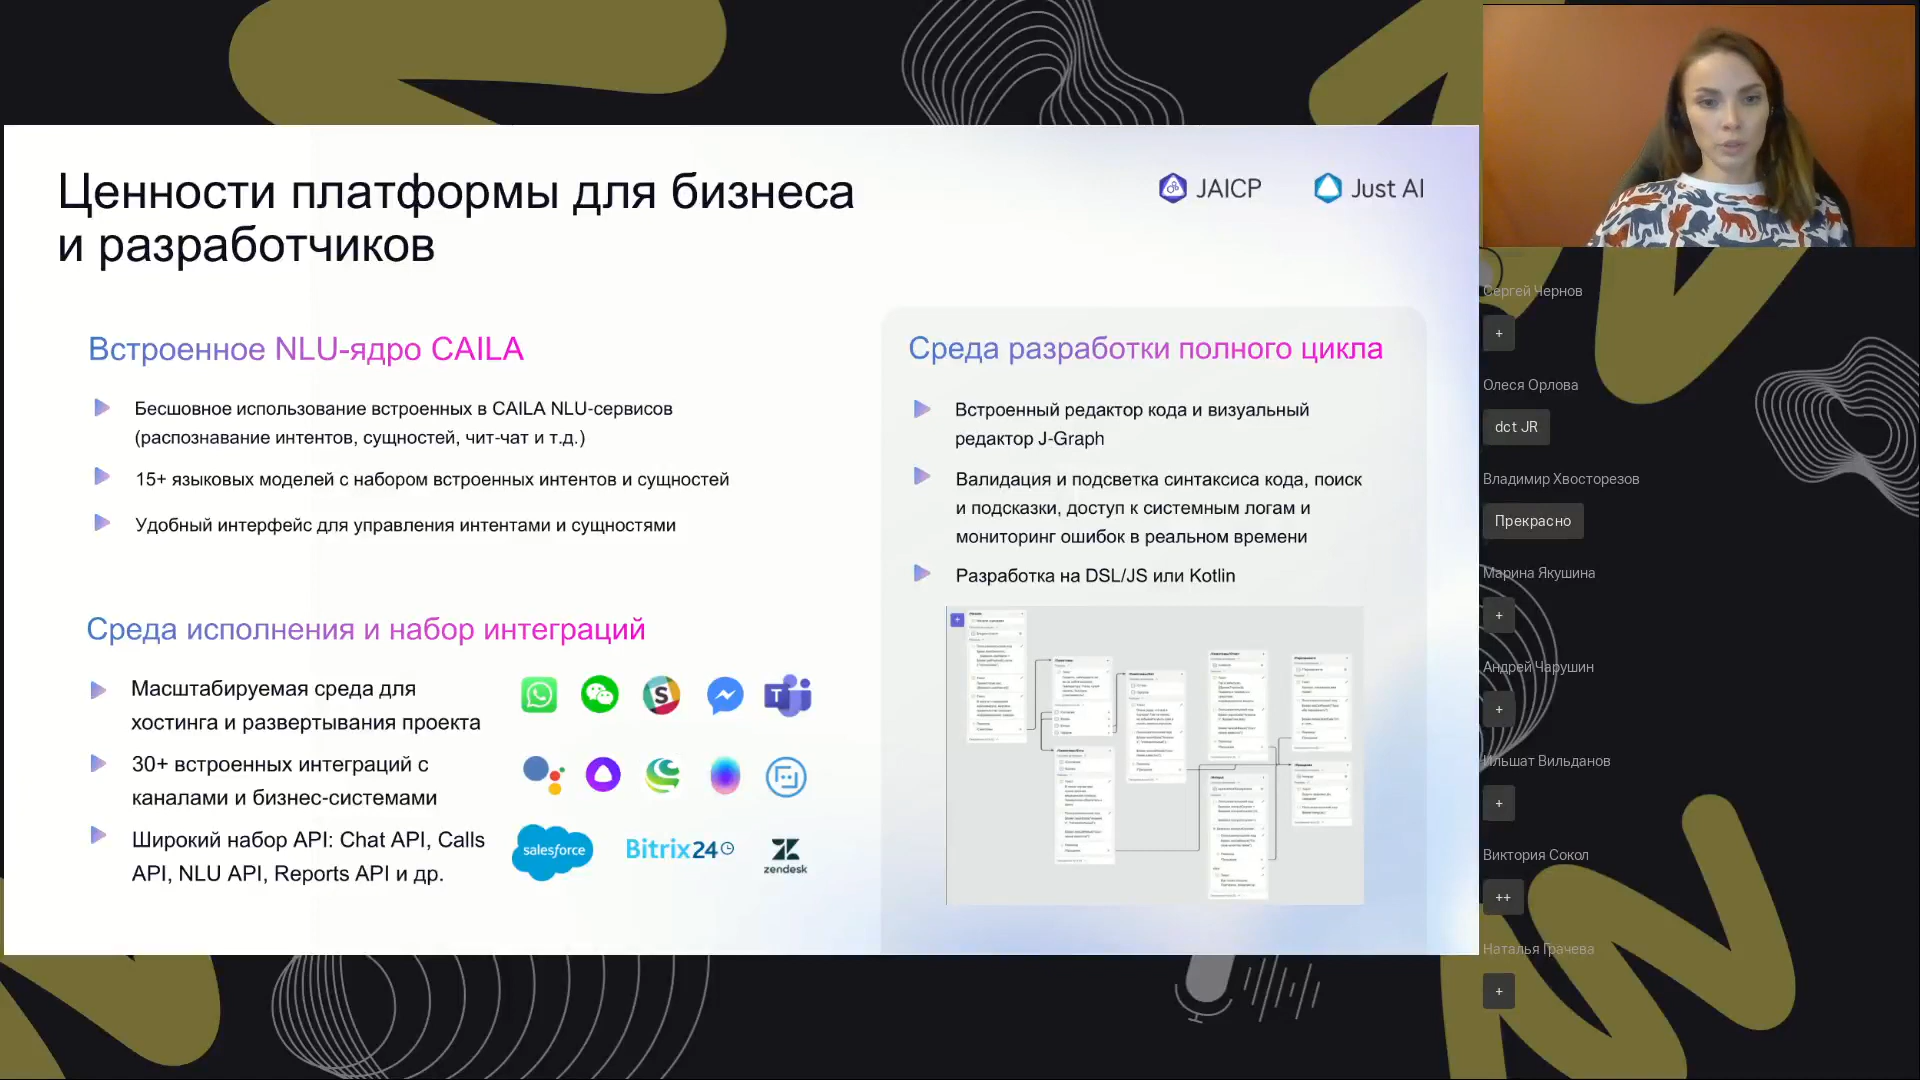 Ценности платформы для бизнеса
и разработчиков
JAICP
Just AI
Встроенное NLU-ядро CAILA
Бесшовное использование встроенных в CAILA NLU-сервисов
(распознавание интентов, сущностей, чит-чат и т.д.)
15+ языковых моделей с набором встроенных интентов и сущностей
Удобный интерфейс для управления интентами и сущностями
Среда исполнения и набор интеграций
Масштабируемая среда для
хостинга и развертывания проекта
30+ встроенных интеграций с
каналами и бизнес-системами
Широкий набор API: Chat API, Calls
API, NLU API, Reports API и др.
salesforce
Bitrix24
zendesk
Среда разработки полного цикла
Встроенный редактор кода и визуальный
редактор J-Graph
Валидация и подсветка синтаксиса кода, поиск
и подсказки, доступ к системным логам и
мониторинг ошибок в реальном времени
Разработка на DSL/JS или Kotlin
Сергей Чернов
+
Олеся Орлова
dct JR
Владимир Хвосторезов
Прекрасно
Марина Якушина
+
Андрей Чарушин
+
Ильшат Вильданов
+
Виктория Сокол
++
Наталья Грачева
+